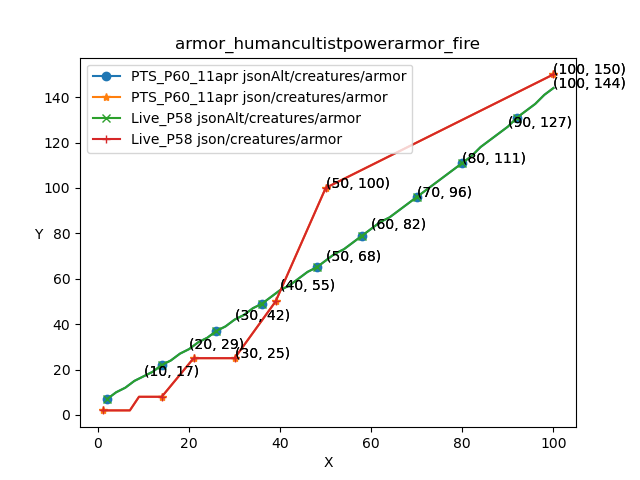 armor_humancultistpowerarmor_fire
PTS_P60_11apr jsonAlt/creatures/armor
PTS_P60_11apr json/creatures/armor
Live_P58 jsonAlt/creatures/armor
Live_P58 json/creatures/armor
(100, 150)
(100, 144)
(90, 127)
(80, 111)
(50, 100)
(70, 96)
(60, 82)
(50, 68)
(40, 55)
(30, 42)
(20, 29)
(30, 25)
(10, 17)
Y
140
120
100
80
60
40
20
0
0 20 40 60 80 100
X